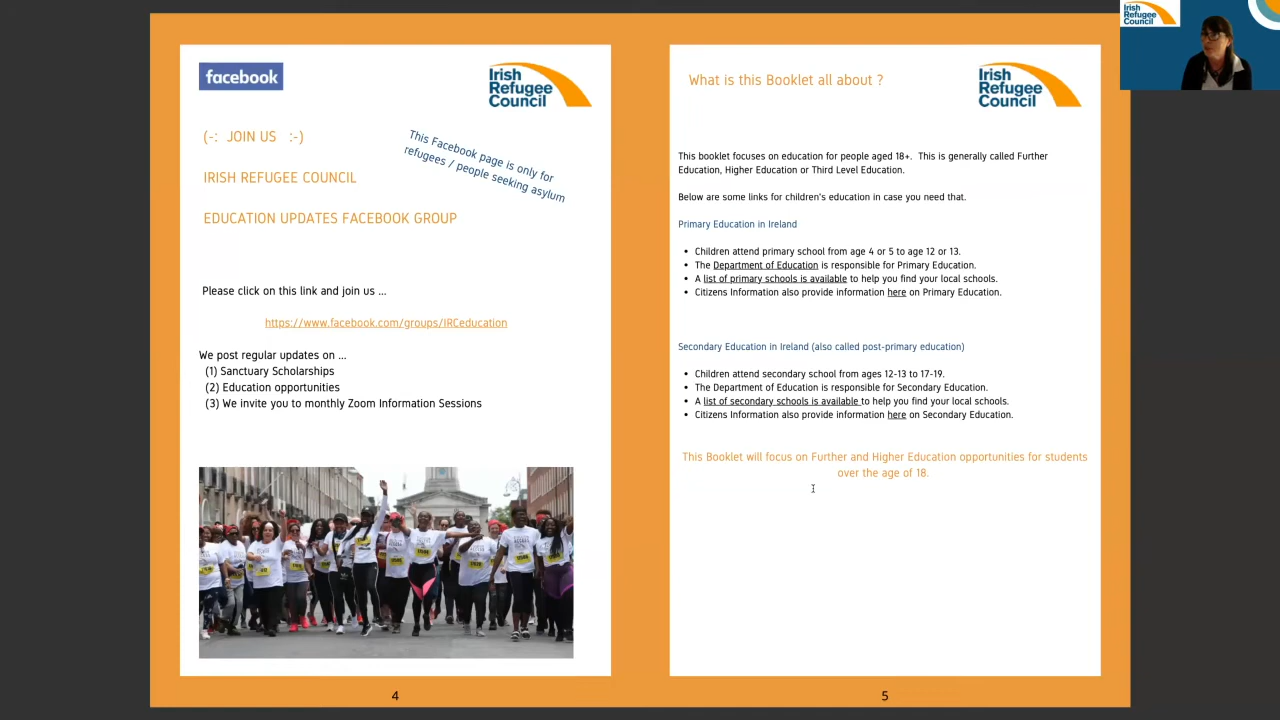 facebook
Irish
Refugee
Council
(-: JOIN US :-)
This Facebook page is only for
refugees / people seeking asylum
IRISH REFUGEE COUNCIL
EDUCATION UPDATES FACEBOOK GROUP
Please click on this link and join us ...
https://www.facebook.com/groups/IRCeducation
We post regular updates on ...
(1) Sanctuary Scholarships
(2) Education opportunities
(3) We invite you to monthly Zoom Information Sessions
4
What is this Booklet all about ?
Irish
Refugee
Council
This booklet focuses on education for people aged 18+. This is generally called Further
Education, Higher Education or Third Level Education.
Below are some links for children's education in case you need that.
Primary Education in Ireland
• Children attend primary school from age 4 or 5 to age 12 or 13.
• The Department of Education is responsible for Primary Education.
• A list of primary schools is available to help you find your local schools.
• Citizens Information also provide information here on Primary Education.
Secondary Education in Ireland (also called post-primary education)
• Children attend secondary school from ages 12-13 to 17-19.
• The Department of Education is responsible for Secondary Education.
• A list of secondary schools is available to help you find your local schools.
• Citizens Information also provide information here on Secondary Education.
This Booklet will focus on Further and Higher Education opportunities for students
over the age of 18.
5
Irish
Refugee
Council